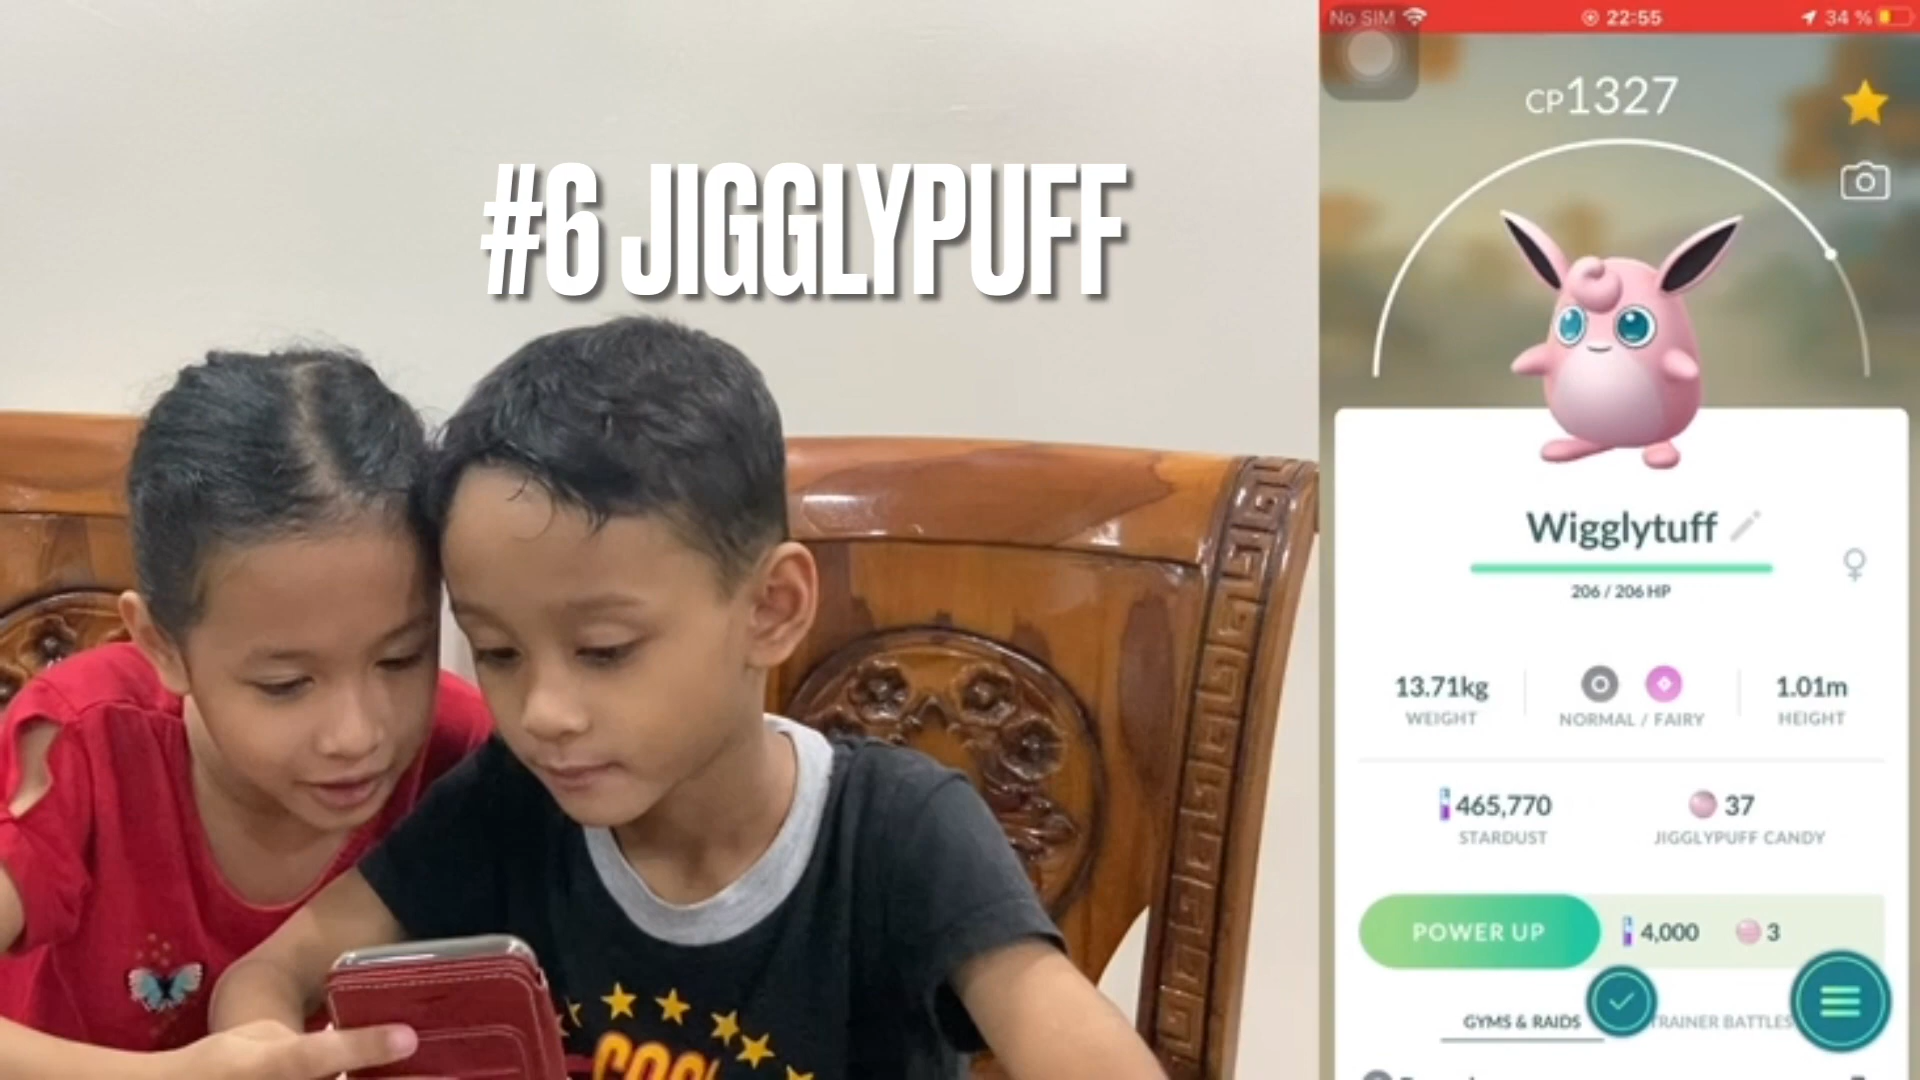 #6 JIGGLYPUFF
No SIM
22:55
34 %
CP1327
Wigglytuff
206 / 206 HP
13.71kg
WEIGHT
NORMAL / FAIRY
1.01m
HEIGHT
465,770
STARDUST
37
JIGGLYPUFF CANDY
POWER UP
4,000
3
GYMS & RAIDS
TRAINER BATTLES
COOL